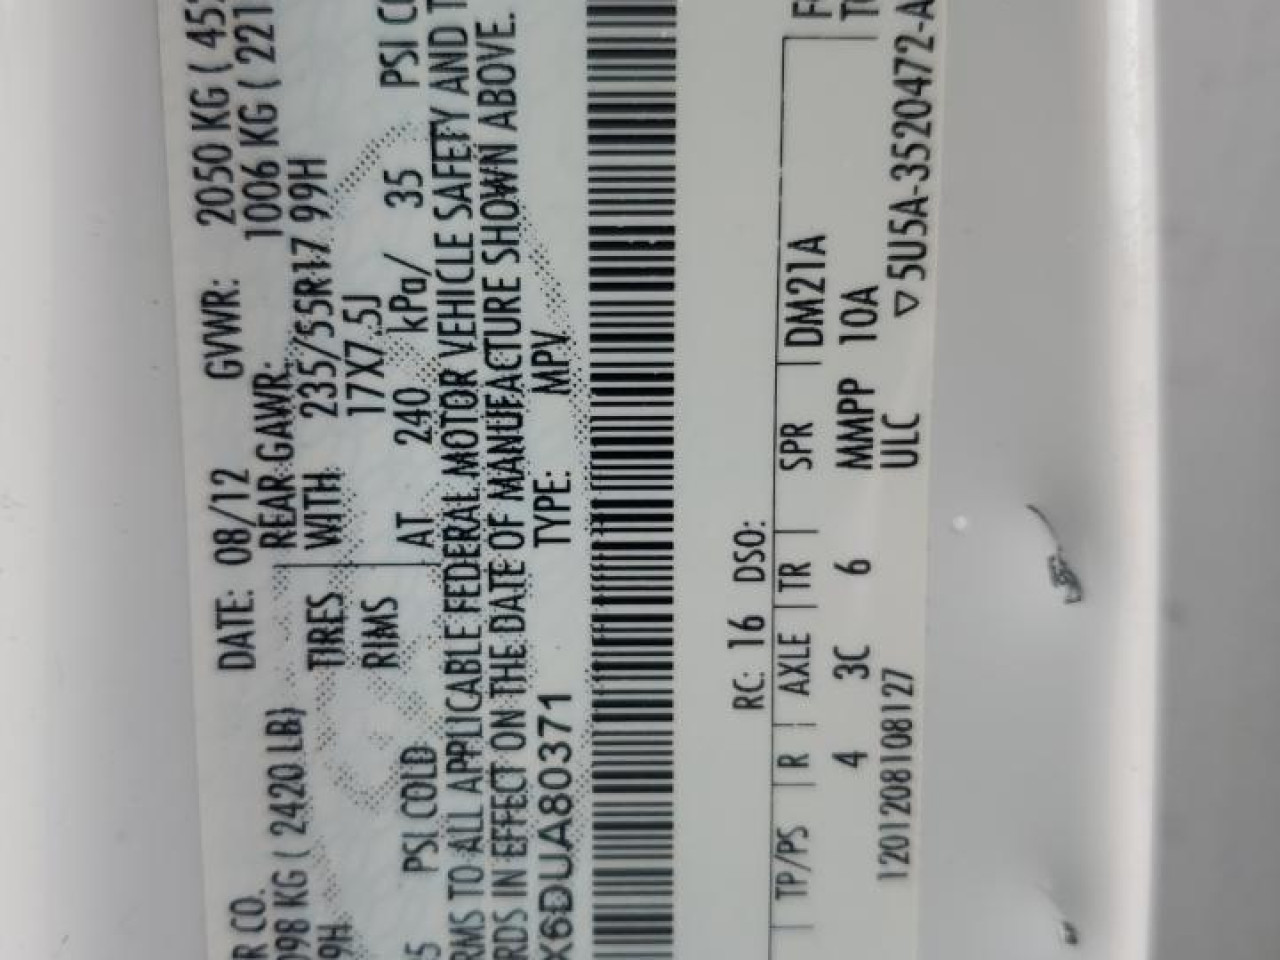 R CO. DATE: 08/12 GVWR: 2050 KG ( 45
098 KG ( 2420 LB) REAR GAWR: 1006 KG ( 221
9H TIRES WITH 235/55R17 99H
RIMS 17X7.5J
5 PSI COLD AT 240 kPa/ 35 PSI C
RMS TO ALL APPLICABLE FEDERAL MOTOR VEHICLE SAFETY AND T
RDS IN EFFECT ON THE DATE OF MANUFACTURE SHOWN ABOVE.
X6DUA80371 TYPE: MPV
RC: 16 DSO:
TP/PS R AXLE TR SPR DM21A
4 3C 6 MMPP 10A
1201208108127 ULC ▽ 5U5A-3520472-A